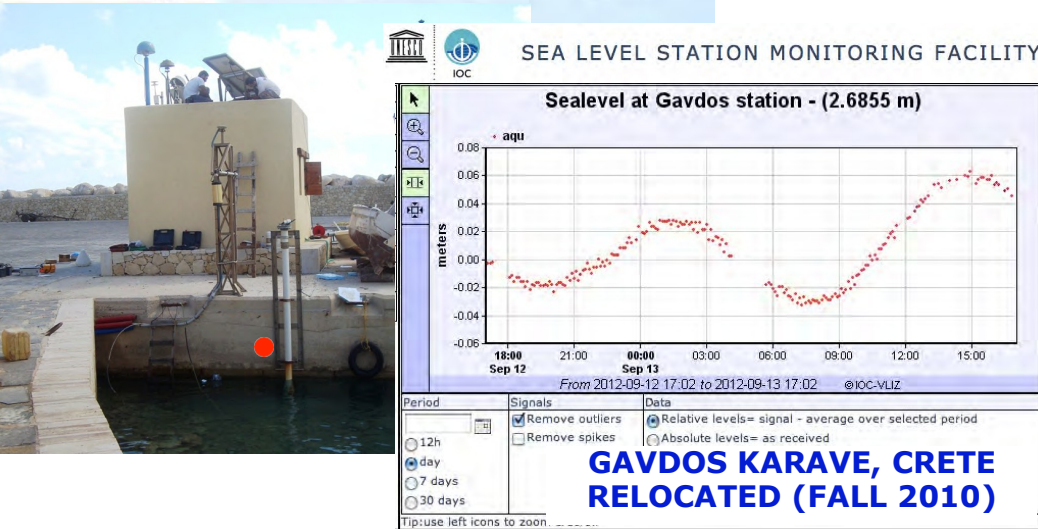 UNESCO
IOC
SEA LEVEL STATION MONITORING FACILITY
Sealevel at Gavdos station - (2.6855 m)
aqu
0.08
0.06
0.04
0.02
0.00
-0.02
-0.04
-0.06
meters
18:00 21:00 00:00 03:00 06:00 09:00 12:00 15:00
Sep 12 Sep 13
From 2012-09-12 17:02 to 2012-09-13 17:02 ©IOC-VLIZ
Period Signals Data
Remove outliers Relative levels= signal - average over selected period
12h Remove spikes Absolute levels= as received
day
7 days
30 days
GAVDOS KARAVE, CRETE
RELOCATED (FALL 2010)
Tip:use left icons to zoom